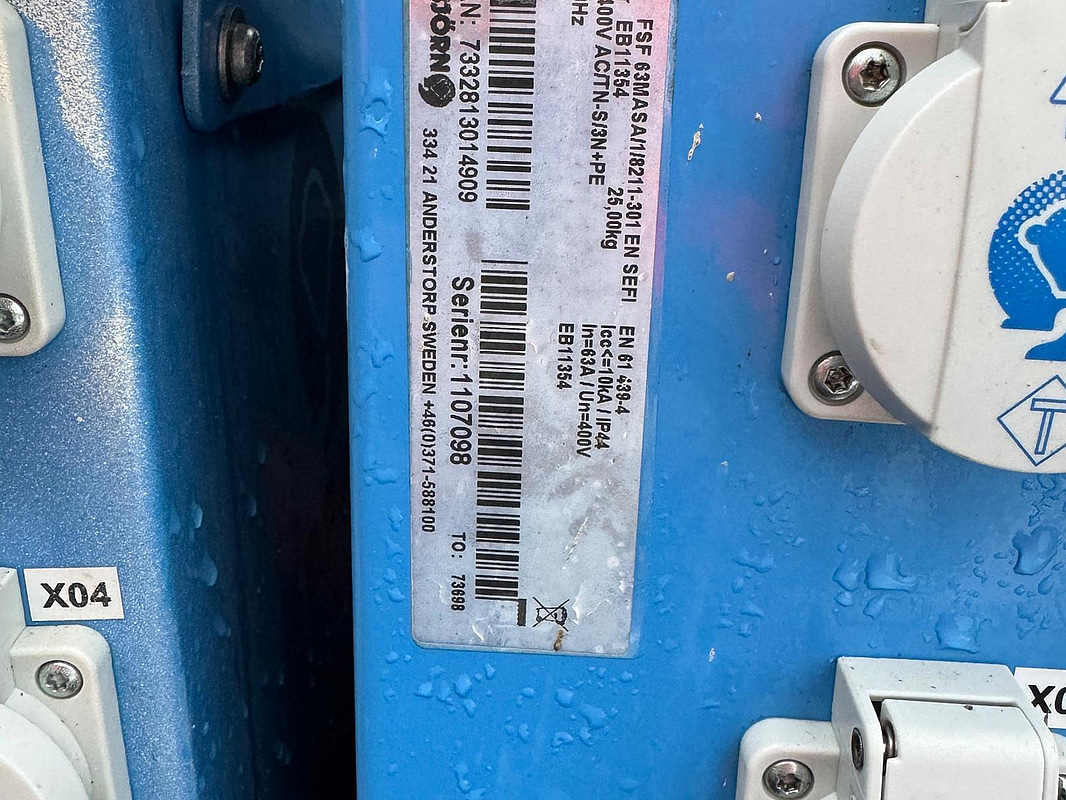 FSF 63MASA/1/8211-301 EN SEFI
EB11354
400V AC/TN-S/3N+PE
Hz
25,00kg
EN 61 439-4
Icc<=10kA / IP44
In=63A / Un=400V
EB11354
N: 7332813014909
Serienr: 1107098
TO: 73698
JÖRN
334 21 ANDERSTORP SWEDEN +46(0)371-588100
X04
T